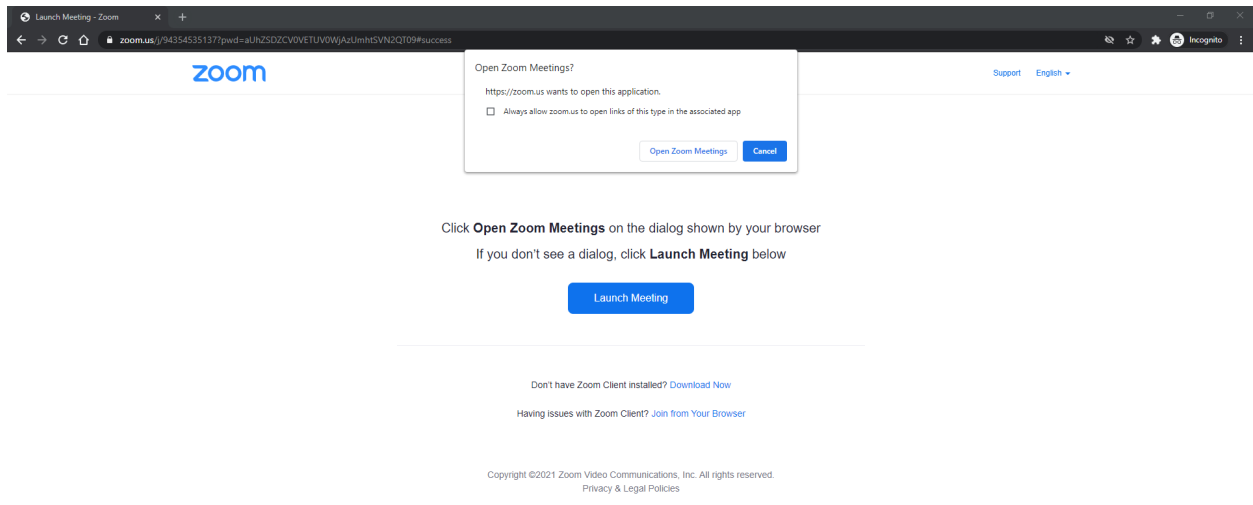 Launch Meeting - Zoom
zoom.us/j/94354535137?pwd=aUhZSDZCV0VETUV0WjAzUmhtSVN2QT09#success
Incognito
zoom
Support English
Open Zoom Meetings?
https://zoom.us wants to open this application.
Always allow zoom.us to open links of this type in the associated app
Open Zoom Meetings Cancel
Click Open Zoom Meetings on the dialog shown by your browser
If you don't see a dialog, click Launch Meeting below
Launch Meeting
Don't have Zoom Client installed? Download Now
Having issues with Zoom Client? Join from Your Browser
Copyright ©2021 Zoom Video Communications, Inc. All rights reserved.
Privacy & Legal Policies